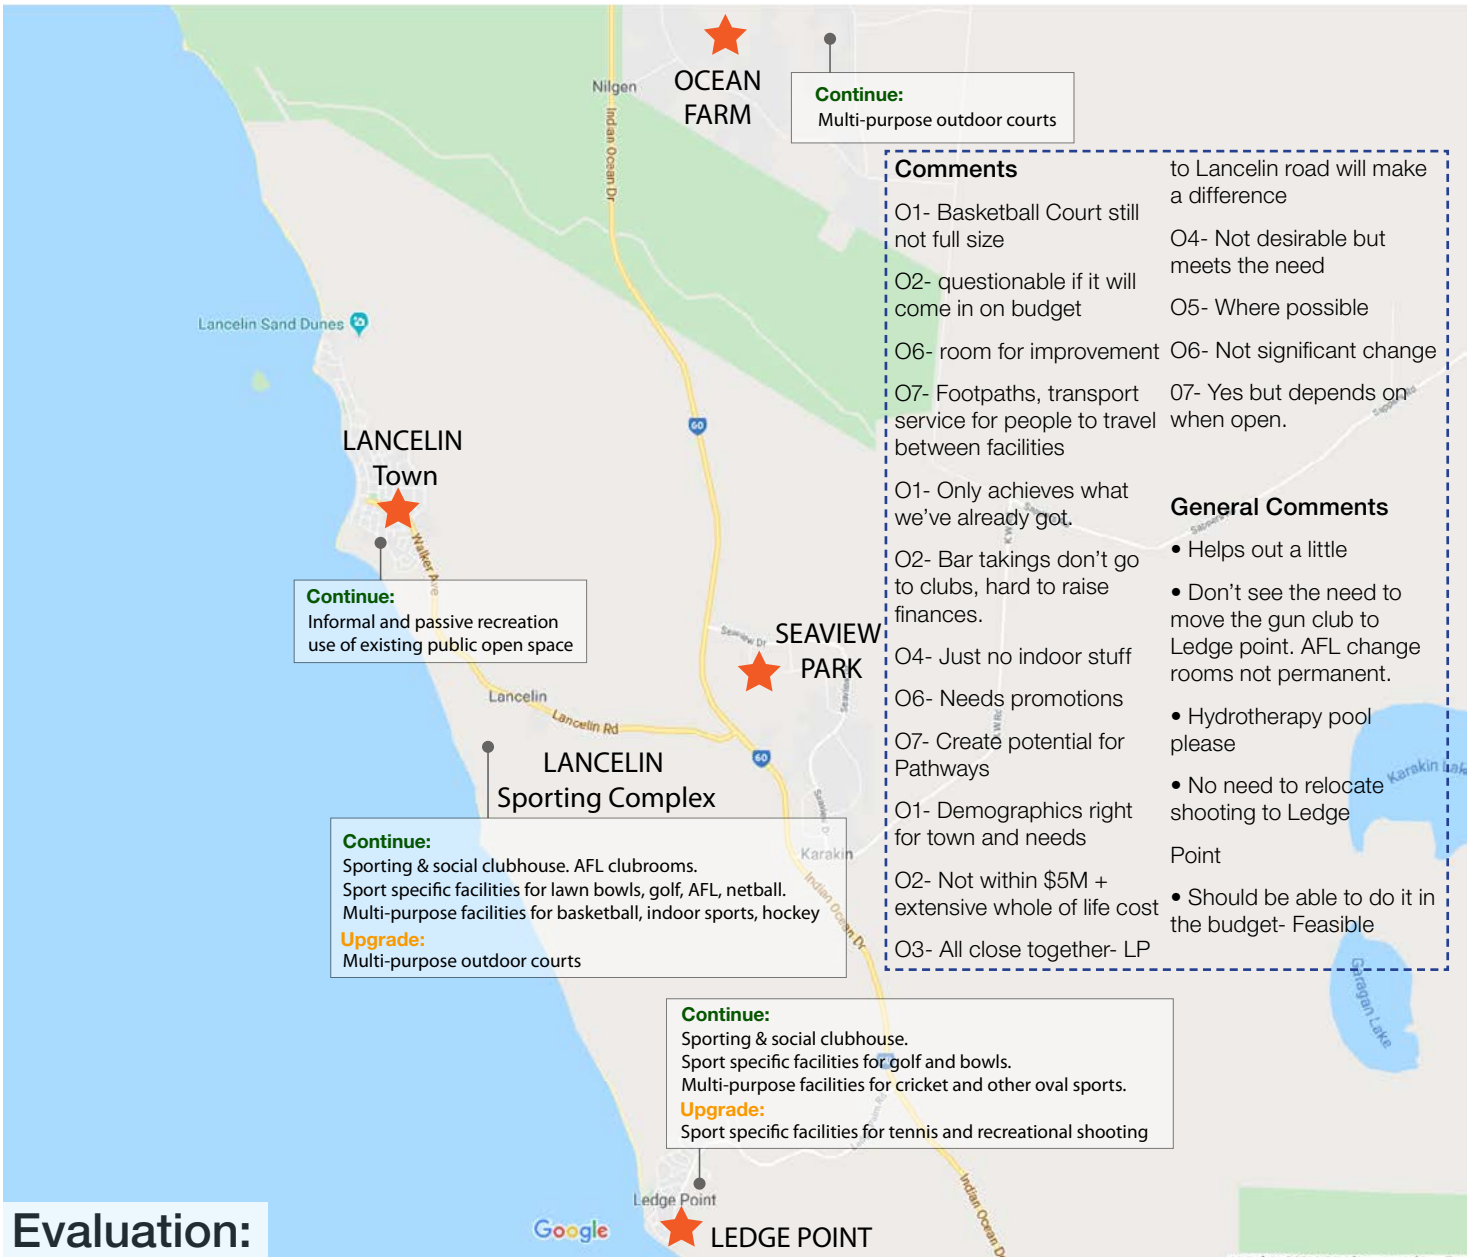 OCEAN
FARM
Nilgen
Indian Ocean Dr
Continue:
Multi-purpose outdoor courts
Lancelin Sand Dunes
60
LANCELIN
Town
Walker Ave
Continue:
Informal and passive recreation
use of existing public open space
Seaview Dr
SEAVIEW
PARK
Seaview
Lancelin
Lancelin Rd
60
LANCELIN
Sporting Complex
Seaview D
Karakin
Indian Ocean Dr
Continue:
Sporting & social clubhouse. AFL clubrooms.
Sport specific facilities for lawn bowls, golf, AFL, netball.
Multi-purpose facilities for basketball, indoor sports, hockey
Upgrade:
Multi-purpose outdoor courts
Comments
O1- Basketball Court still
not full size
O2- questionable if it will
come in on budget
O6- room for improvement
O7- Footpaths, transport
service for people to travel
between facilities
O1- Only achieves what
we've already got.
O2- Bar takings don't go
to clubs, hard to raise
finances.
O4- Just no indoor stuff
O6- Needs promotions
O7- Create potential for
Pathways
O1- Demographics right
for town and needs
O2- Not within $5M +
extensive whole of life cost
O3- All close together- LP
to Lancelin road will make
a difference
O4- Not desirable but
meets the need
O5- Where possible
O6- Not significant change
07- Yes but depends on
when open.
General Comments
• Helps out a little
• Don't see the need to
move the gun club to
Ledge point. AFL change
rooms not permanent.
• Hydrotherapy pool
please
• No need to relocate
shooting to Ledge
Point
• Should be able to do it in
the budget- Feasible
K W Rd
Karakin Lak
Garagan Lake
Continue:
Sporting & social clubhouse.
Sport specific facilities for golf and bowls.
Multi-purpose facilities for cricket and other oval sports.
Upgrade:
Sport specific facilities for tennis and recreational shooting
Indian Ocean D
Ledge Point
LEDGE POINT
Google
Evaluation: